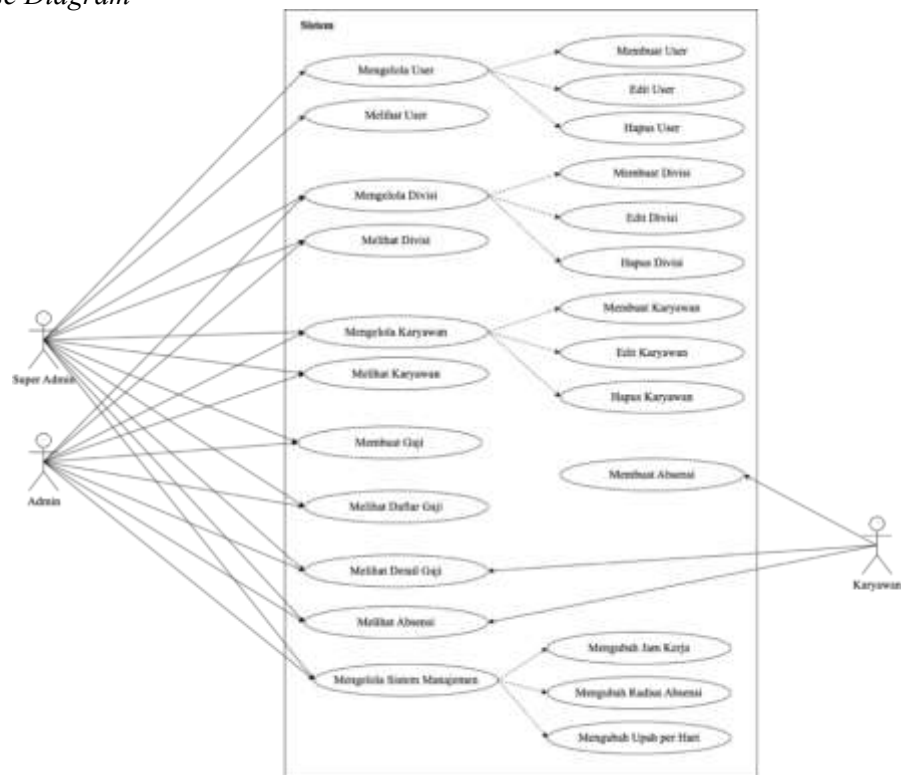 se Diagram
Sistem
Mengelola User
Melihat User
Mengelola Divisi
Melihat Divisi
Mengelola Karyawan
Melihat Karyawan
Membuat Gaji
Melihat Daftar Gaji
Melihat Detail Gaji
Melihat Absensi
Mengelola Sistem Manajemen
Membuat User
Edit User
Hapus User
Membuat Divisi
Edit Divisi
Hapus Divisi
Membuat Karyawan
Edit Karyawan
Hapus Karyawan
Membuat Absensi
Mengubah Jam Kerja
Mengubah Radius Absensi
Mengubah Upah per Hari
Super Admin
Admin
Karyawan